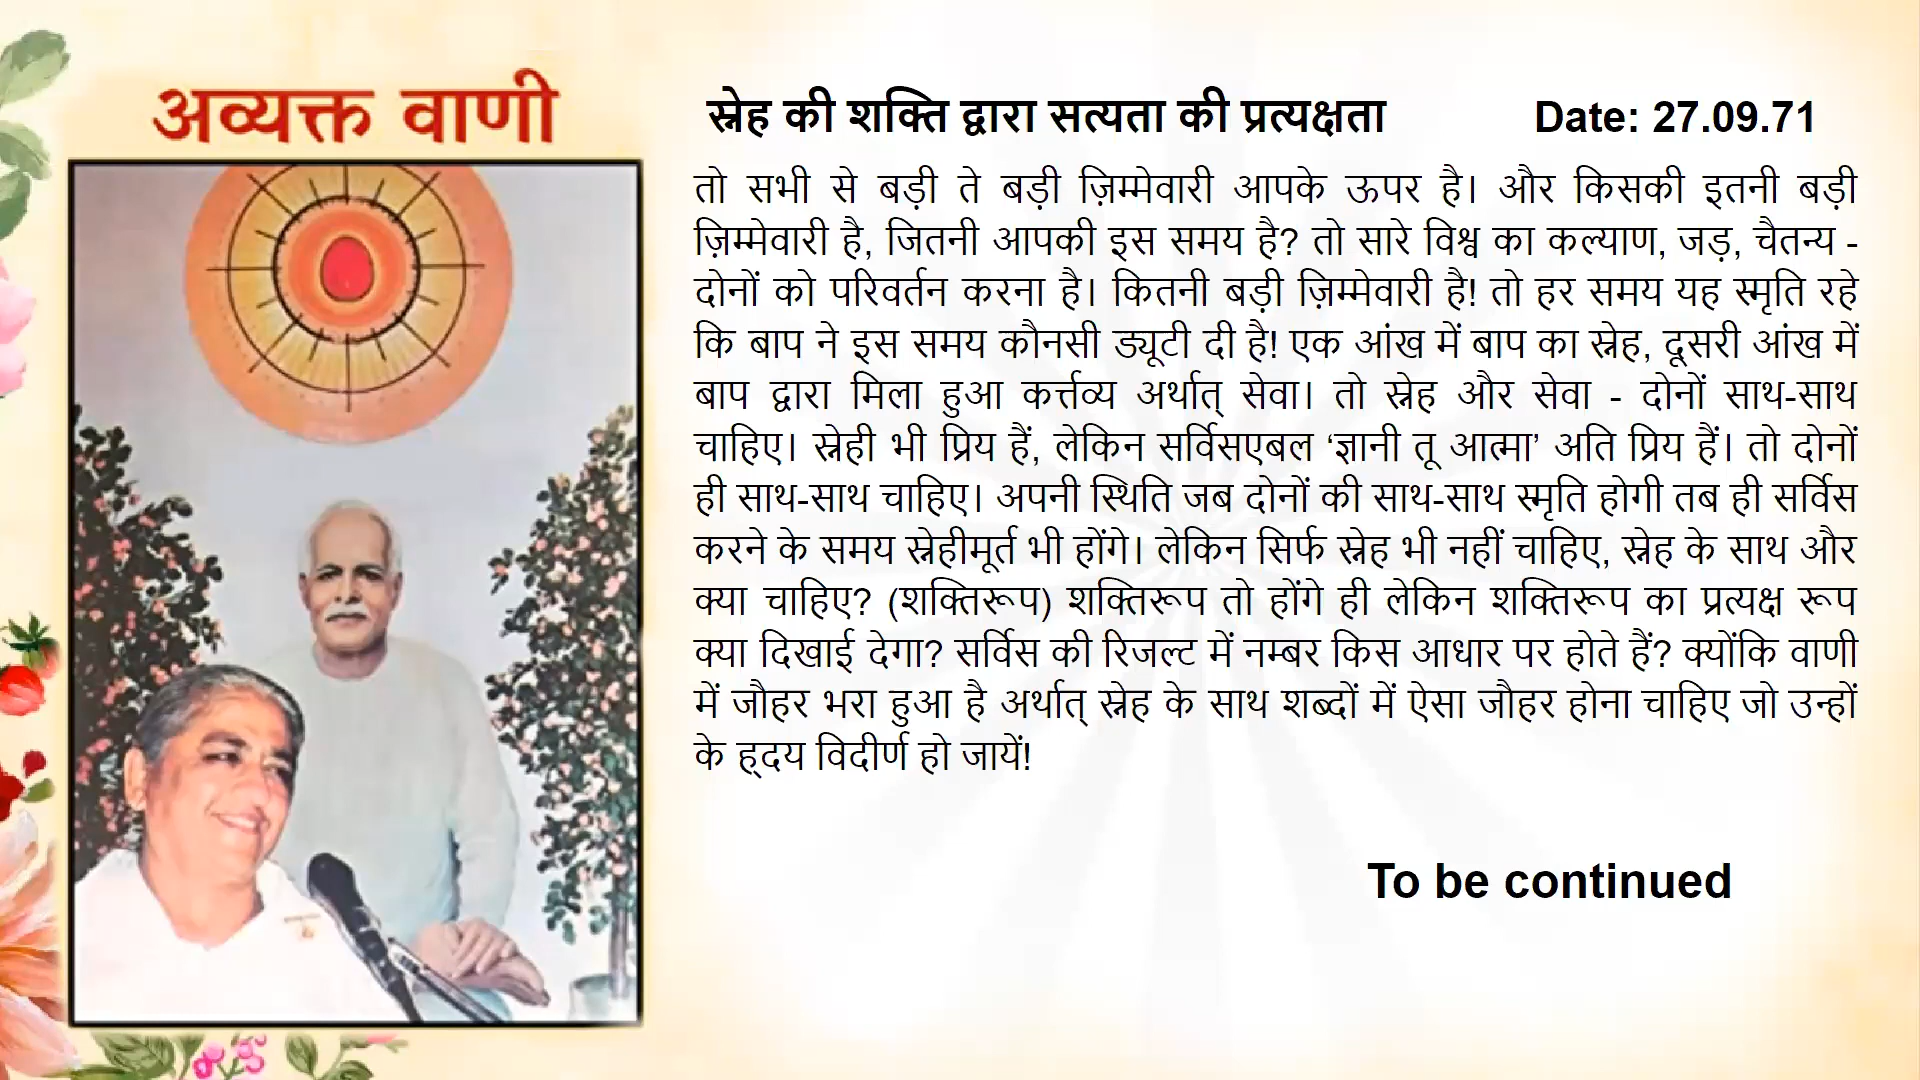 अव्यक्त वाणी
स्नेह की शक्ति द्वारा सत्यता की प्रत्यक्षता Date: 27.09.71
तो सभी से बड़ी ते बड़ी ज़िम्मेवारी आपके ऊपर है। और किसकी इतनी बड़ी
ज़िम्मेवारी है, जितनी आपकी इस समय है? तो सारे विश्व का कल्याण, जड़, चैतन्य -
दोनों को परिवर्तन करना है। कितनी बड़ी ज़िम्मेवारी है! तो हर समय यह स्मृति रहे
कि बाप ने इस समय कौनसी ड्यूटी दी है! एक आंख में बाप का स्नेह, दूसरी आंख में
बाप द्वारा मिला हुआ कर्त्तव्य अर्थात् सेवा। तो स्नेह और सेवा - दोनों साथ-साथ
चाहिए। स्नेही भी प्रिय हैं, लेकिन सर्विसएबल ‘ज्ञानी तू आत्मा’ अति प्रिय हैं। तो दोनों
ही साथ-साथ चाहिए। अपनी स्थिति जब दोनों की साथ-साथ स्मृति होगी तब ही सर्विस
करने के समय स्नेहीमूर्त भी होंगे। लेकिन सिर्फ स्नेह भी नहीं चाहिए, स्नेह के साथ और
क्या चाहिए? (शक्तिरूप) शक्तिरूप तो होंगे ही लेकिन शक्तिरूप का प्रत्यक्ष रूप
क्या दिखाई देगा? सर्विस की रिजल्ट में नम्बर किस आधार पर होते हैं? क्योंकि वाणी
में जौहर भरा हुआ है अर्थात् स्नेह के साथ शब्दों में ऐसा जौहर होना चाहिए जो उन्हों
के ह्दय विदीर्ण हो जायें!
To be continued